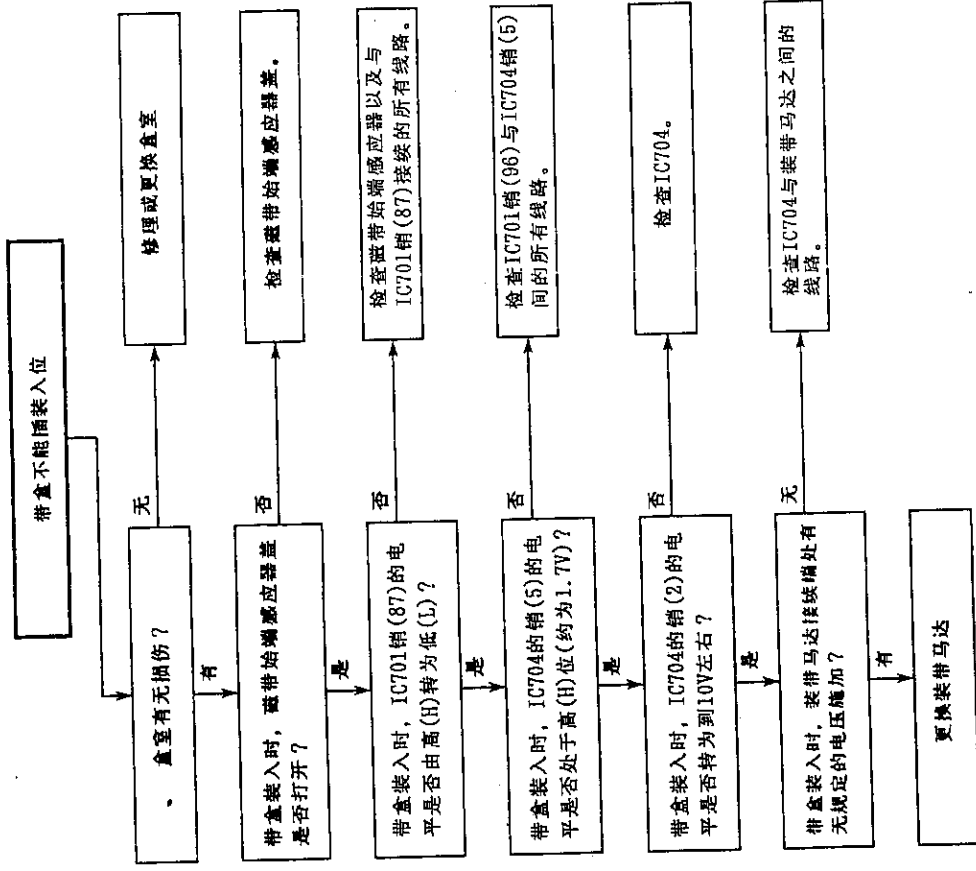 带盒不能插装入位
盒室有无损伤?
无
修理或更换盒室
有
带盒装入时, 磁带始端感应器盖
是否打开?
否
检查磁带始端感应器盖。
是
带盒装入时, IC701销(87)的电
平是否由高(H)转为低(L)?
否
检查磁带始端感应器以及与
IC701销(87)接续的所有线路。
是
带盒装入时, IC704的销(5)的电
平是否处于高(H)位(约为1.7V)?
否
检查IC701销(96)与IC704销(5)
间的所有线路。
是
带盒装入时, IC704的销(2)的电
平是否转为到10V左右?
否
检查IC704。
是
带盒装入时, 装带马达接续端处有
无规定的电压施加?
无
检查IC704与装带马达之间的
线路。
有
更换装带马达